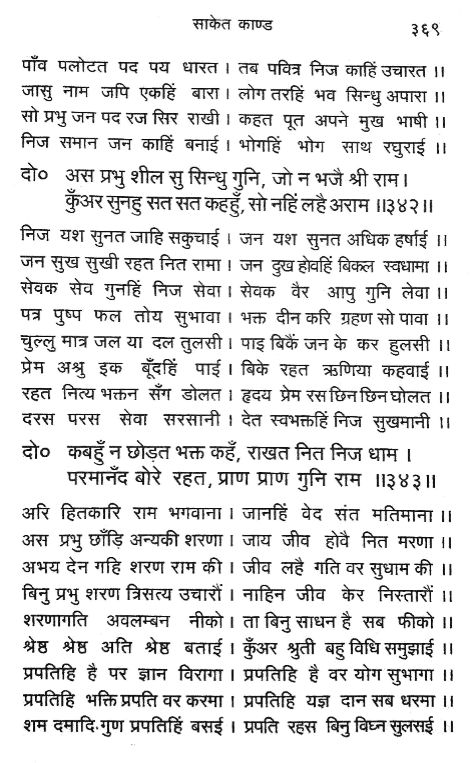 साकेत काण्ड ३६९
पाँव पलोटत पद पय धारत । तब पवित्र निज काहिं उचारत ।।
जासु नाम जपि एकहिं बारा । लोग तरहिं भव सिन्धु अपारा ।।
सो प्रभु जन पद रज सिर राखी । कहत पूत अपने मुख भाषी ।।
निज समान जन काहिं बनाई । भोगहिं भोग साथ रघुराई ।।
दो० अस प्रभु शील सु सिन्धु गुनि, जो न भजै श्री राम ।
कुँअर सुनहु सत सत कहहुँ, सो नहिं लहै अराम ।।३४२।।
निज यश सुनत जाहि सकुचाई । जन यश सुनत अधिक हर्षाई ।।
जन सुख सुखी रहत नित रामा । जन दुख होवहिं बिकल स्वधामा ।।
सेवक सेव गुनहिं निज सेवा । सेवक वैर आपु गुनि लेवा ।।
पत्र पुष्प फल तोय सुभावा । भक्त दीन करि ग्रहण सो पावा ।।
चुल्लु मात्र जल या दल तुलसी । पाइ बिकैं जन के कर हुलसी ।।
प्रेम अश्रु इक बूँदहिं पाई । बिके रहत ऋणिया कहवाई ।।
रहत नित्य भक्तन सँग डोलत । हृदय प्रेम रस छिन छिन घोलत ।।
दरस परस सेवा सरसानी । देत स्वभक्तहिं निज सुखमानी ।।
दो० कबहुँ न छोड़त भक्त कहँ, राखत नित निज धाम ।
परमानँद बोरे रहत, प्राण प्राण गुनि राम ।।३४३।।
अरि हितकारि राम भगवाना । जानहिं वेद संत मतिमाना ।।
अस प्रभु छाँड़ि अन्यकी शरणा । जाय जीव होवै नित मरणा ।।
अभय देन गहि शरण राम की । जीव लहै गति वर सुधाम की ।।
बिनु प्रभु शरण त्रिसत्य उचारौं । नाहिन जीव केर निस्तारौं ।।
शरणागति अवलम्बन नीको । ता बिनु साधन है सब फीको ।।
श्रेष्ठ श्रेष्ठ अति श्रेष्ठ बताई । कुँअर श्रुती बहु विधि समुझाई ।।
प्रपतिहि है पर ज्ञान विरागा । प्रपतिहि है वर योग सुभागा ।।
प्रपतिहि भक्ति प्रपति वर करमा । प्रपतिहि यज्ञ दान सब धरमा ।।
शम दमादि गुण प्रपतिहिं बसई । प्रपति रहस बिनु विघ्न सुलसई ।।